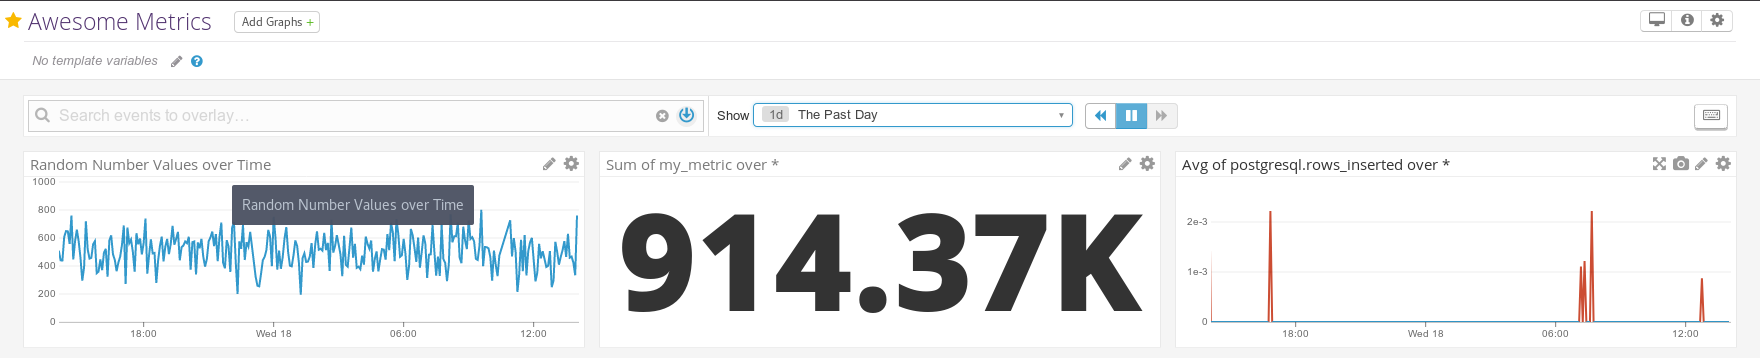 Awesome Metrics
Add Graphs +
No template variables
Search events to overlay...
Show
1d The Past Day
Random Number Values over Time
1000
800
600
400
200
0
18:00 Wed 18 06:00 12:00
Random Number Values over Time
Sum of my_metric over *
914.37K
Avg of postgresql.rows_inserted over *
2e-3
1e-3
0
18:00 Wed 18 06:00 12:00